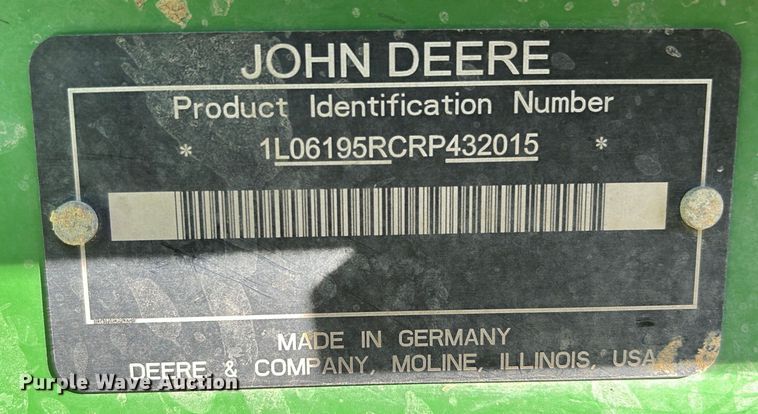 JOHN DEERE
Product Identification Number
* 1L06195RCRP432015 *
MADE IN GERMANY
DEERE & COMPANY, MOLINE, ILLINOIS, USA
Purple Wave Auction